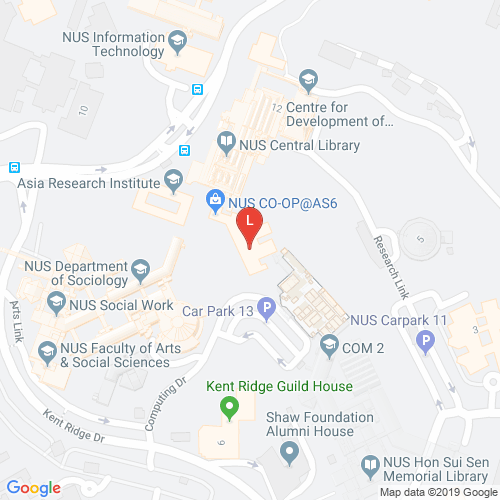 NUS Information
Technology
10
12
Centre for
Development of...
NUS Central Library
Asia Research Institute
NUS CO-OP@AS6
L
5
Research Link
NUS Department
of Sociology
NUS Social Work
Arts Link
Car Park 13
NUS Carpark 11
NUS Faculty of Arts
& Social Sciences
COM 2
Computing Dr
Kent Ridge Guild House
Kent Ridge Dr
6
Shaw Foundation
Alumni House
NUS Hon Sui Sen
Memorial Library
Google
Map data ©2019 Google